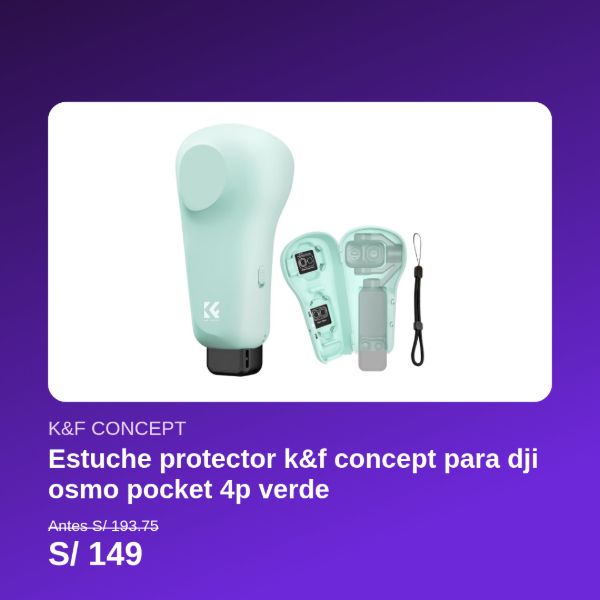 K&F CONCEPT
Estuche protector k&f concept para dji
osmo pocket 4p verde
Antes S/ 193.75
S/ 149